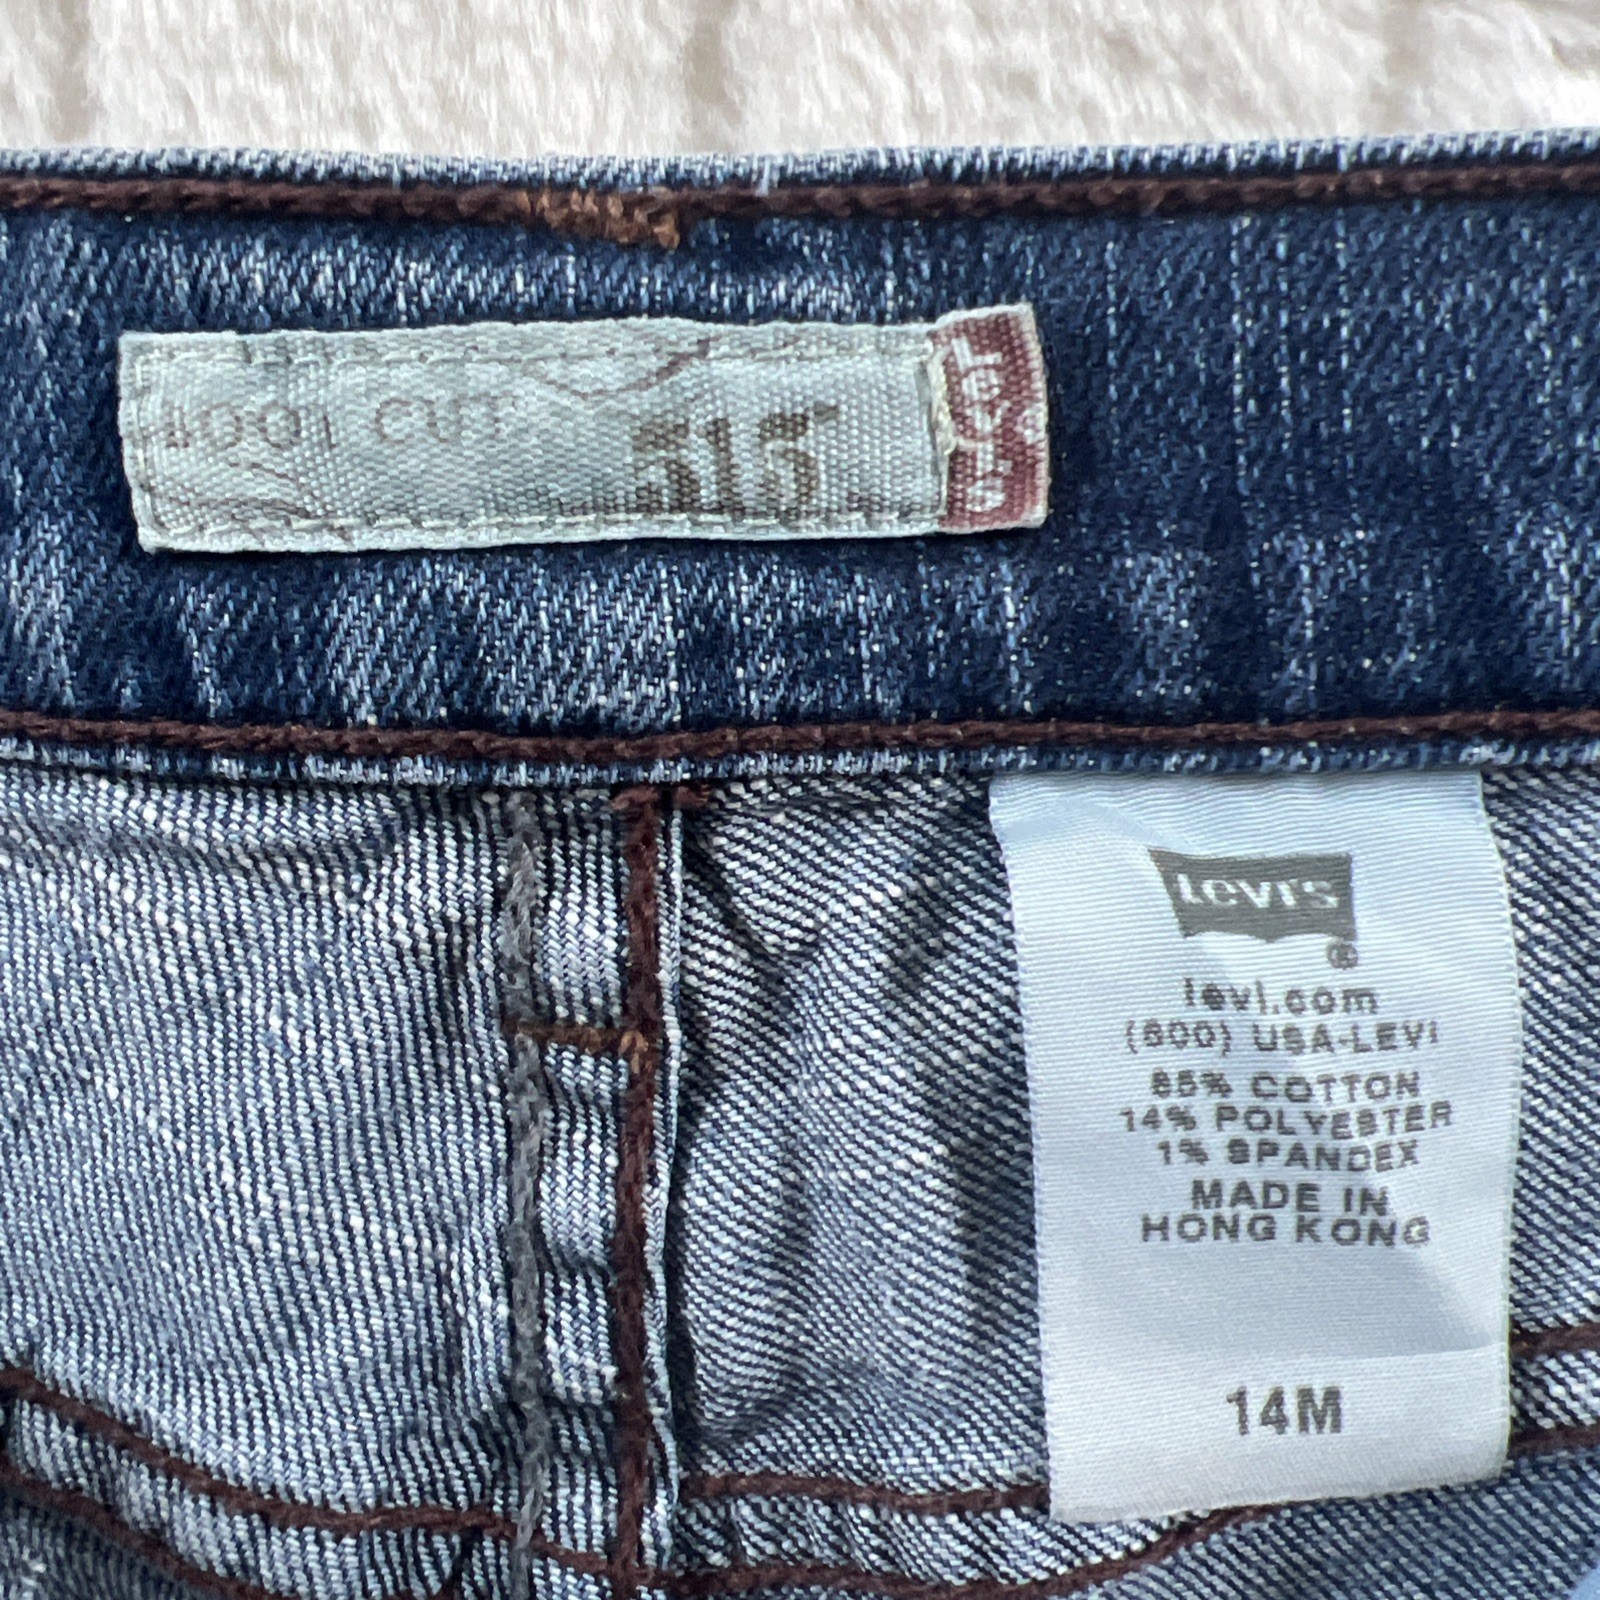 BOOT CUT
515™
Levi's
®
Levi's
®
levi.com
(800) USA-LEVI
85% COTTON
14% POLYESTER
1% SPANDEX
MADE IN
HONG KONG
14M